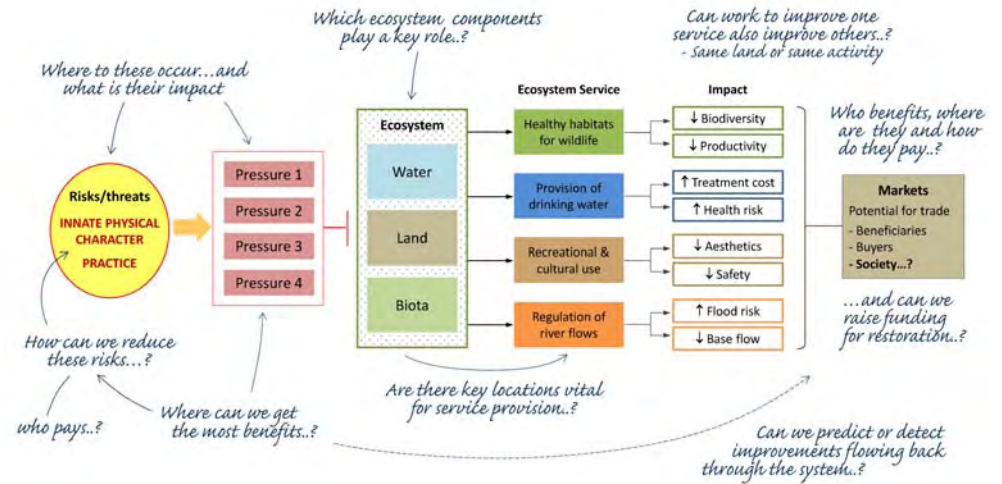 Which ecosystem components
play a key role..?
Can work to improve one
service also improve others..?
- Same land or same activity
Where to these occur...and
what is their impact
Risks/threats
INNATE PHYSICAL
CHARACTER
PRACTICE
Pressure 1
Pressure 2
Pressure 3
Pressure 4
Ecosystem
Water
Land
Biota
Ecosystem Service
Healthy habitats
for wildlife
Provision of
drinking water
Recreational &
cultural use
Regulation of
river flows
Impact
↓ Biodiversity
↓ Productivity
↑ Treatment cost
↑ Health risk
↓ Aesthetics
↓ Safety
↑ Flood risk
↓ Base flow
Who benefits, where
are they and how
do they pay..?
Markets
Potential for trade
- Beneficiaries
- Buyers
- Society...?
...and can we
raise funding
for restoration..?
How can we reduce
these risks...?
who pays..?
Where can we get
the most benefits..?
Are there key locations vital
for service provision..?
Can we predict or detect
improvements flowing back
through the system..?